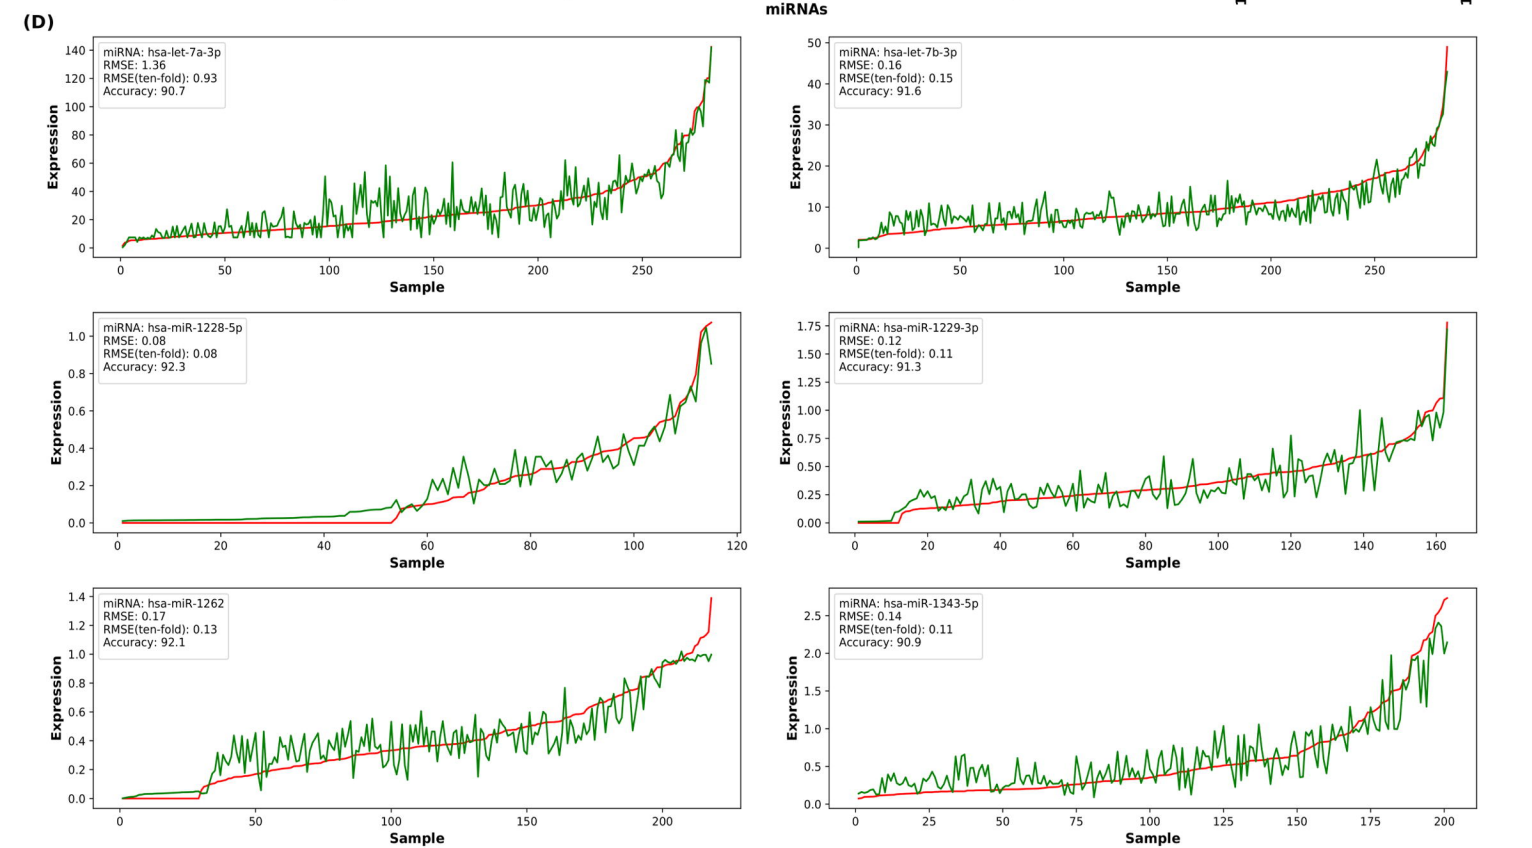 (D)
miRNAs
miRNA: hsa-let-7a-3p
RMSE: 1.36
RMSE(ten-fold): 0.93
Accuracy: 90.7
Expression
140
120
100
80
60
40
20
0
0 50 100 150 200 250
Sample
miRNA: hsa-let-7b-3p
RMSE: 0.16
RMSE(ten-fold): 0.15
Accuracy: 91.6
Expression
50
40
30
20
10
0
0 50 100 150 200 250
Sample
miRNA: hsa-miR-1228-5p
RMSE: 0.08
RMSE(ten-fold): 0.08
Accuracy: 92.3
Expression
1.0
0.8
0.6
0.4
0.2
0.0
0 20 40 60 80 100 120
Sample
miRNA: hsa-miR-1229-3p
RMSE: 0.12
RMSE(ten-fold): 0.11
Accuracy: 91.3
Expression
1.75
1.50
1.25
1.00
0.75
0.50
0.25
0.00
0 20 40 60 80 100 120 140 160
Sample
miRNA: hsa-miR-1262
RMSE: 0.17
RMSE(ten-fold): 0.13
Accuracy: 92.1
Expression
1.4
1.2
1.0
0.8
0.6
0.4
0.2
0.0
0 50 100 150 200
Sample
miRNA: hsa-miR-1343-5p
RMSE: 0.14
RMSE(ten-fold): 0.11
Accuracy: 90.9
Expression
2.5
2.0
1.5
1.0
0.5
0.0
0 25 50 75 100 125 150 175 200
Sample